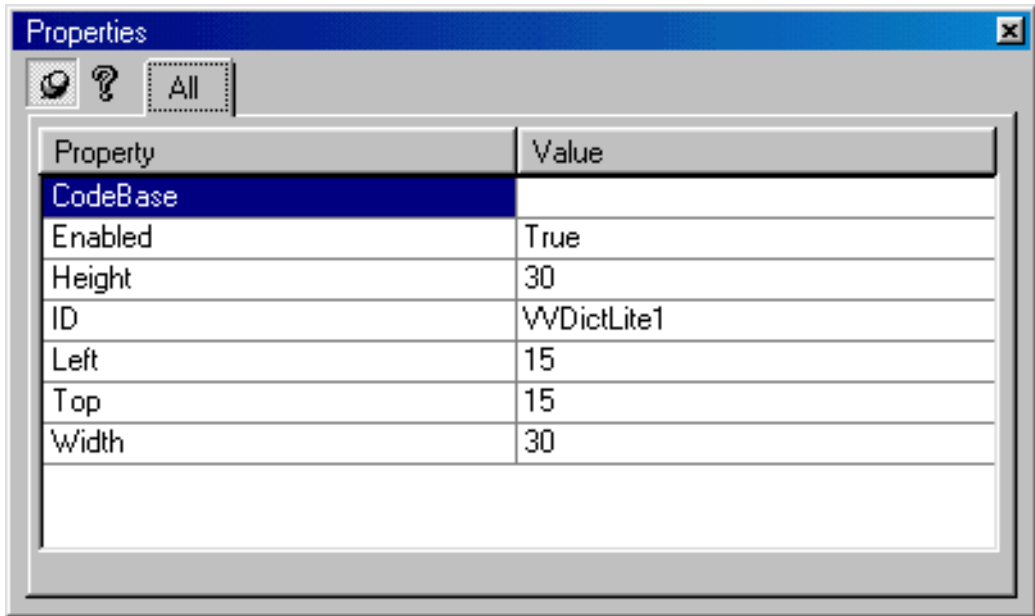 Properties
All
Property Value
CodeBase
Enabled True
Height 30
ID VVDictLite1
Left 15
Top 15
Width 30